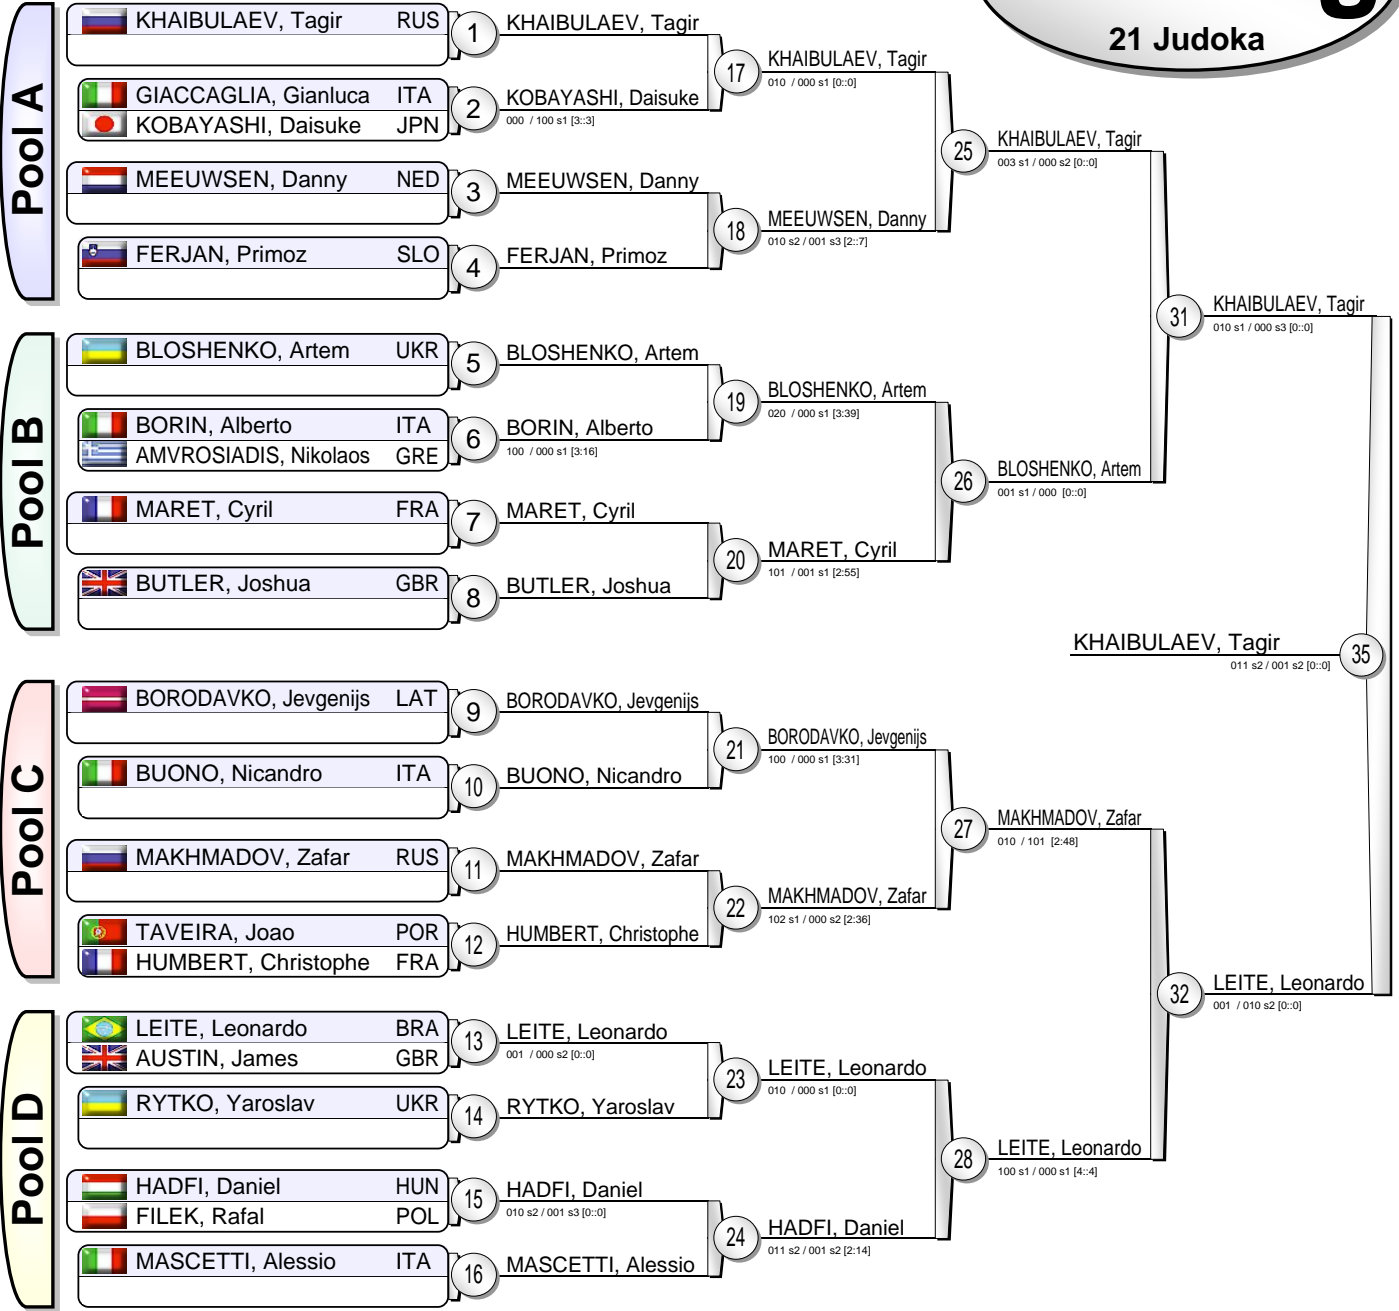 21 Judoka
Pool A
KHAIBULAEV, Tagir RUS
1
GIACCAGLIA, Gianluca ITA
KOBAYASHI, Daisuke JPN
2
MEEUWSEN, Danny NED
3
FERJAN, Primoz SLO
4
KHAIBULAEV, Tagir
KOBAYASHI, Daisuke
000 / 100 s1 [3::3]
17
MEEUWSEN, Danny
FERJAN, Primoz
18
KHAIBULAEV, Tagir
010 / 000 s1 [0::0]
MEEUWSEN, Danny
010 s2 / 001 s3 [2::7]
25
KHAIBULAEV, Tagir
003 s1 / 000 s2 [0::0]
Pool B
BLOSHENKO, Artem UKR
5
BORIN, Alberto ITA
AMVROSIADIS, Nikolaos GRE
6
MARET, Cyril FRA
7
BUTLER, Joshua GBR
8
BLOSHENKO, Artem
BORIN, Alberto
100 / 000 s1 [3:16]
19
MARET, Cyril
BUTLER, Joshua
20
BLOSHENKO, Artem
020 / 000 s1 [3:39]
MARET, Cyril
101 / 001 s1 [2:55]
26
BLOSHENKO, Artem
001 s1 / 000 [0::0]
31
KHAIBULAEV, Tagir
010 s1 / 000 s3 [0::0]
KHAIBULAEV, Tagir
011 s2 / 001 s2 [0::0]
35
Pool C
BORODAVKO, Jevgenijs LAT
9
BUONO, Nicandro ITA
10
MAKHMADOV, Zafar RUS
11
TAVEIRA, Joao POR
HUMBERT, Christophe FRA
12
BORODAVKO, Jevgenijs
BUONO, Nicandro
21
MAKHMADOV, Zafar
HUMBERT, Christophe
22
BORODAVKO, Jevgenijs
100 / 000 s1 [3:31]
MAKHMADOV, Zafar
102 s1 / 000 s2 [2:36]
27
MAKHMADOV, Zafar
010 / 101 [2:48]
Pool D
LEITE, Leonardo BRA
AUSTIN, James GBR
13
RYTKO, Yaroslav UKR
14
HADFI, Daniel HUN
FILEK, Rafal POL
15
MASCETTI, Alessio ITA
16
LEITE, Leonardo
001 / 000 s2 [0::0]
RYTKO, Yaroslav
23
HADFI, Daniel
010 s2 / 001 s3 [0::0]
MASCETTI, Alessio
24
LEITE, Leonardo
010 / 000 s1 [0::0]
HADFI, Daniel
011 s2 / 001 s2 [2:14]
28
LEITE, Leonardo
100 s1 / 000 s1 [4::4]
32
LEITE, Leonardo
001 / 010 s2 [0::0]